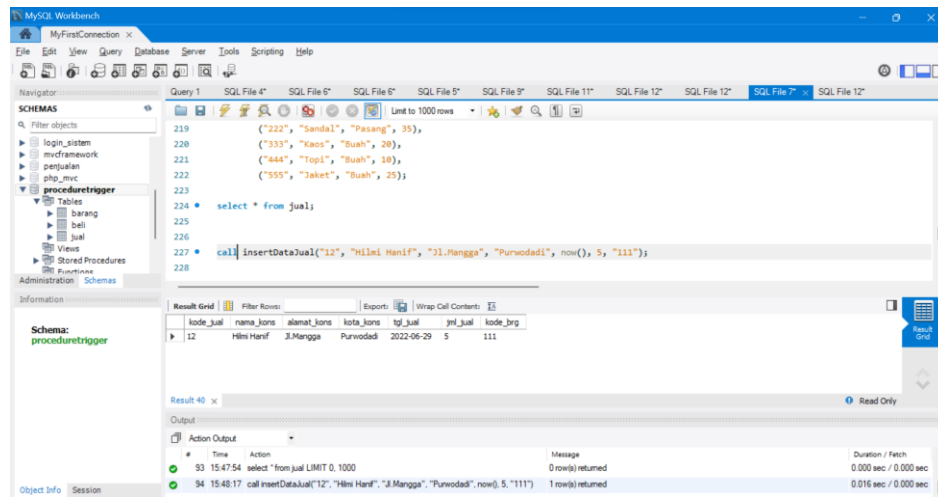 MySQL Workbench
MyFirstConnection ×
File Edit View Query Database Server Tools Scripting Help
Navigator
Query 1 SQL File 4* SQL File 6* SQL File 6* SQL File 5* SQL File 9* SQL File 11* SQL File 12* SQL File 12* SQL File 7* × SQL File 12*
SCHEMAS
Limit to 1000 rows
Filter objects
login_sistem
mvcframework
penjualan
php_mvc
proceduretrigger
Tables
barang
beli
jual
Views
Stored Procedures
Functions
Administration Schemas
219 ("222", "Sandal", "Pasang", 35),
220 ("333", "Kaos", "Buah", 20),
221 ("444", "Topi", "Buah", 10),
222 ("555", "Jaket", "Buah", 25);
223
224 select * from jual;
225
226
227 call insertDataJual("12", "Hilmi Hanif", "Jl.Mangga", "Purwodadi", now(), 5, "111");
228
Information
Schema:
proceduretrigger
Result Grid Filter Rows: Export: Wrap Cell Content:
kode_jual nama_kons alamat_kons kota_kons tgl_jual jml_jual kode_brg
12 Hilmi Hanif Jl.Mangga Purwodadi 2022-06-29 5 111
Result Grid
Result 40 × Read Only
Output
Action Output
# Time Action Message Duration / Fetch
93 15:47:54 select * from jual LIMIT 0, 1000 0 row(s) returned 0.000 sec / 0.000 sec
94 15:48:17 call insertDataJual("12", "Hilmi Hanif", "Jl.Mangga", "Purwodadi", now(), 5, "111") 1 row(s) returned 0.016 sec / 0.000 sec
Object Info Session